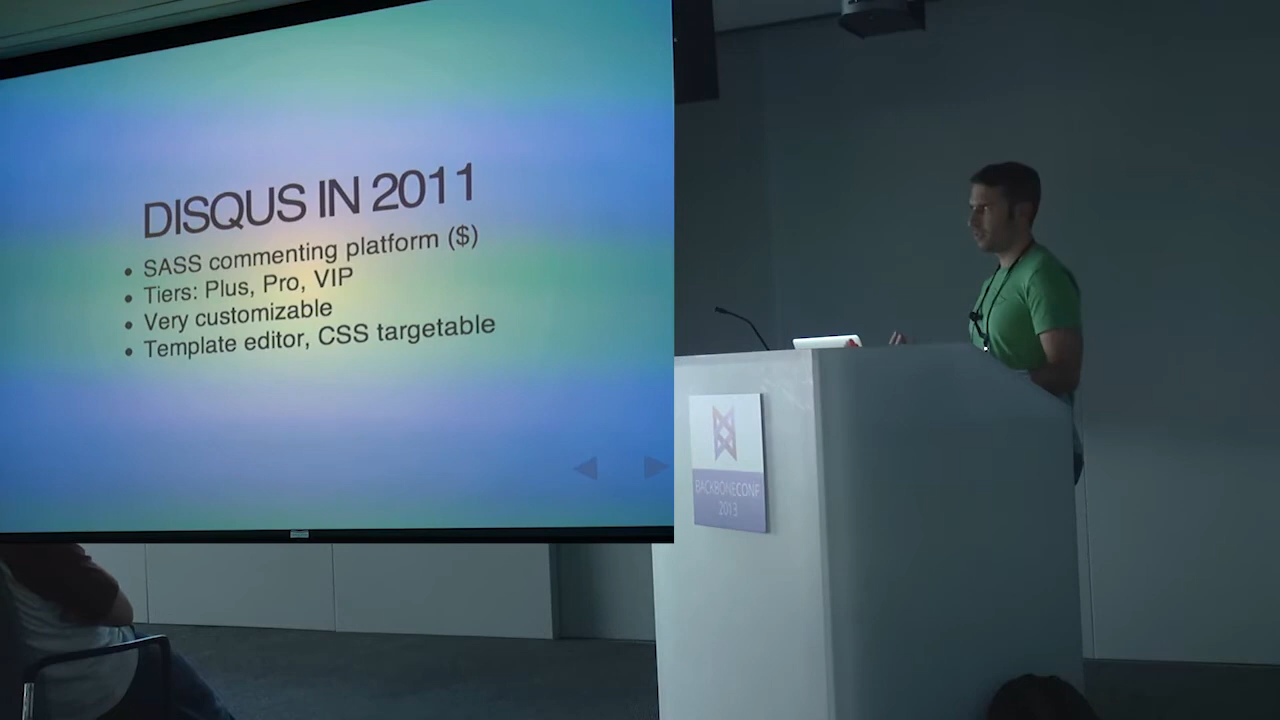 DISQUS IN 2011
• SASS commenting platform ($)
• Tiers: Plus, Pro, VIP
• Very customizable
• Template editor, CSS targetable
BACKBONECONF
2013